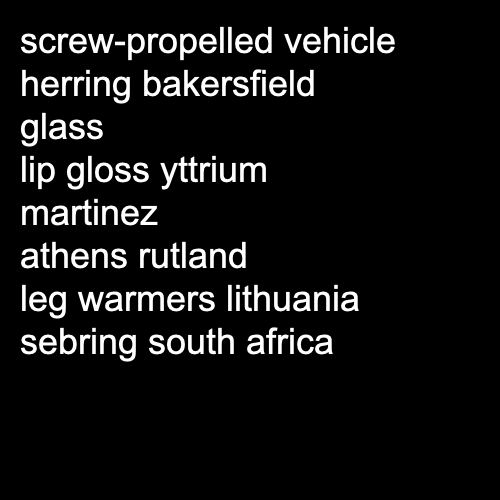 screw-propelled vehicle
herring bakersfield
glass
lip gloss yttrium
martinez
athens rutland
leg warmers lithuania
sebring south africa